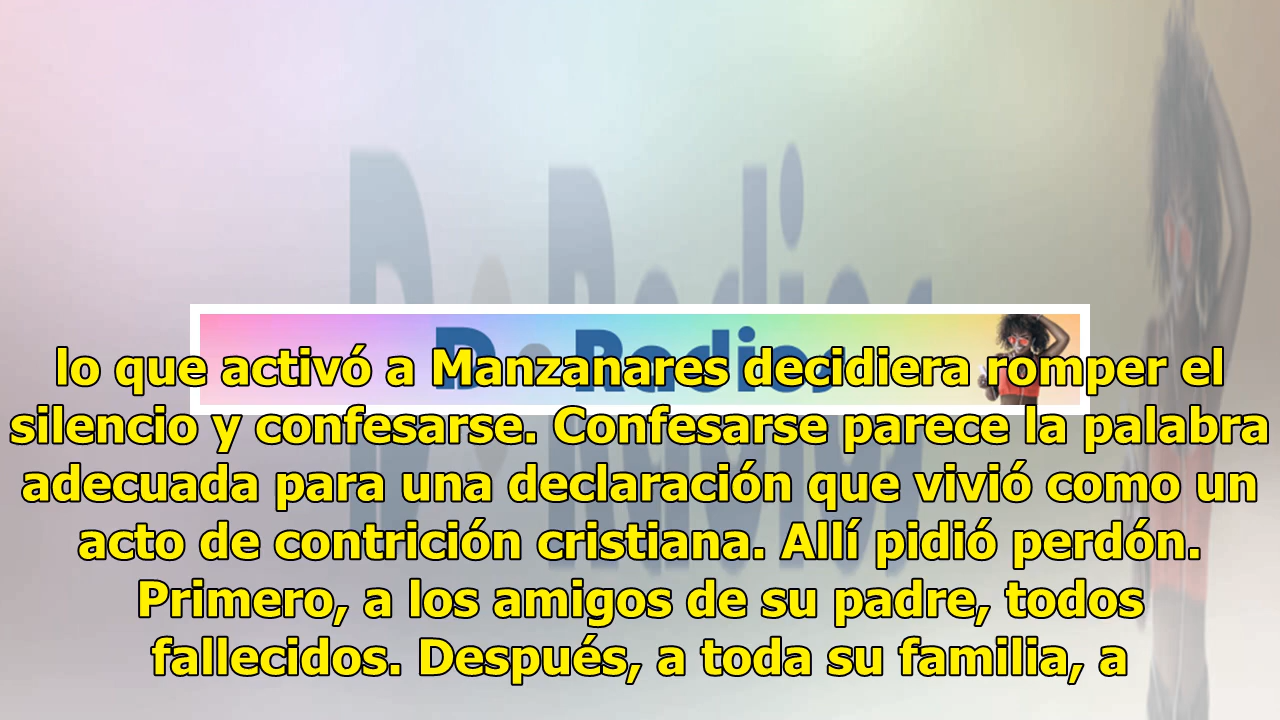 lo que activó a Manzanares decidiera romper el
silencio y confesarse. Confesarse parece la palabra
adecuada para una declaración que vivió como un
acto de contrición cristiana. Allí pidió perdón.
Primero, a los amigos de su padre, todos
fallecidos. Después, a toda su familia, a